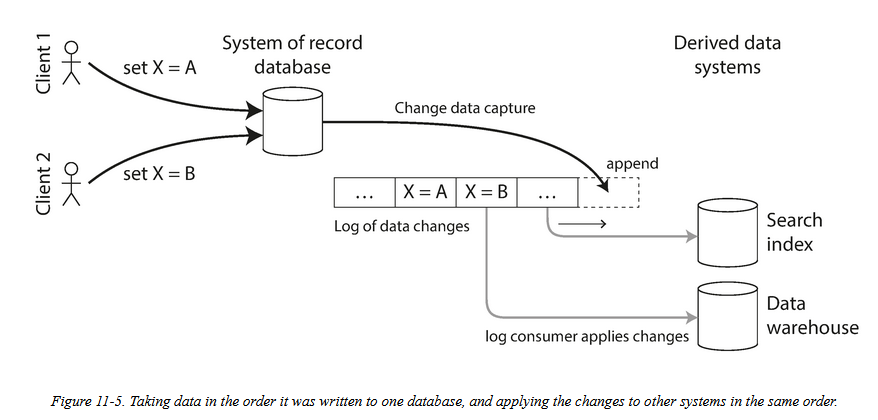 Client 1
set X = A
System of record
database
Derived data
systems
Change data capture
Client 2
set X = B
append
... X = A X = B ...
Log of data changes
Search
index
Data
warehouse
log consumer applies changes
Figure 11-5. Taking data in the order it was written to one database, and applying the changes to other systems in the same order.